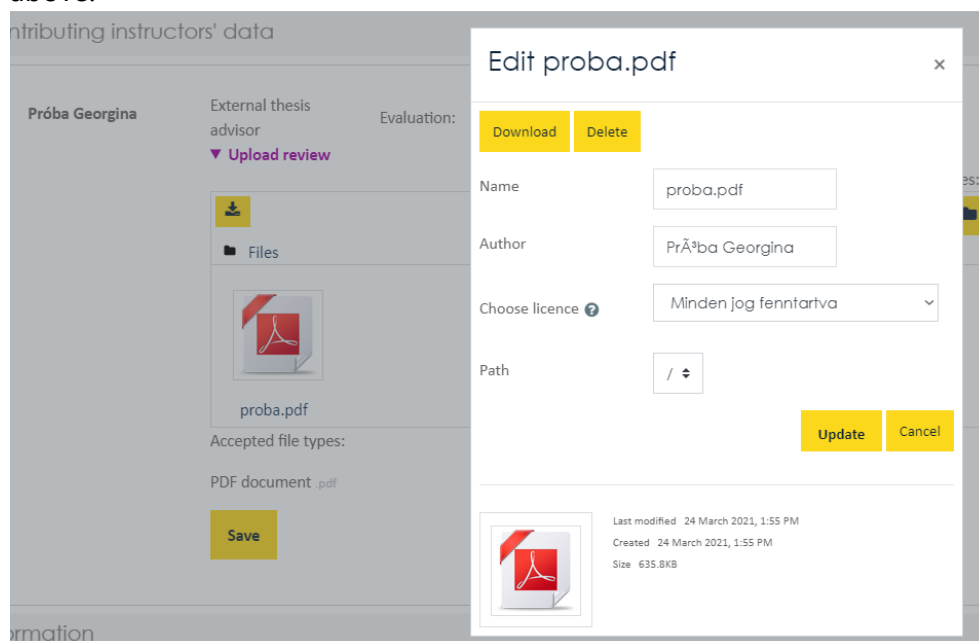 above.
ntributing instructors' data
Próba Georgina
External thesis
advisor
Evaluation:
▼ Upload review
Files
proba.pdf
Accepted file types:
PDF document .pdf
Save
Edit proba.pdf
×
Download Delete
Name proba.pdf
Author PrÃ³ba Georgina
Choose licence ? Minden jog fenntartva
Path /
Update Cancel
Last modified 24 March 2021, 1:55 PM
Created 24 March 2021, 1:55 PM
Size 635.8KB
es:
ormation